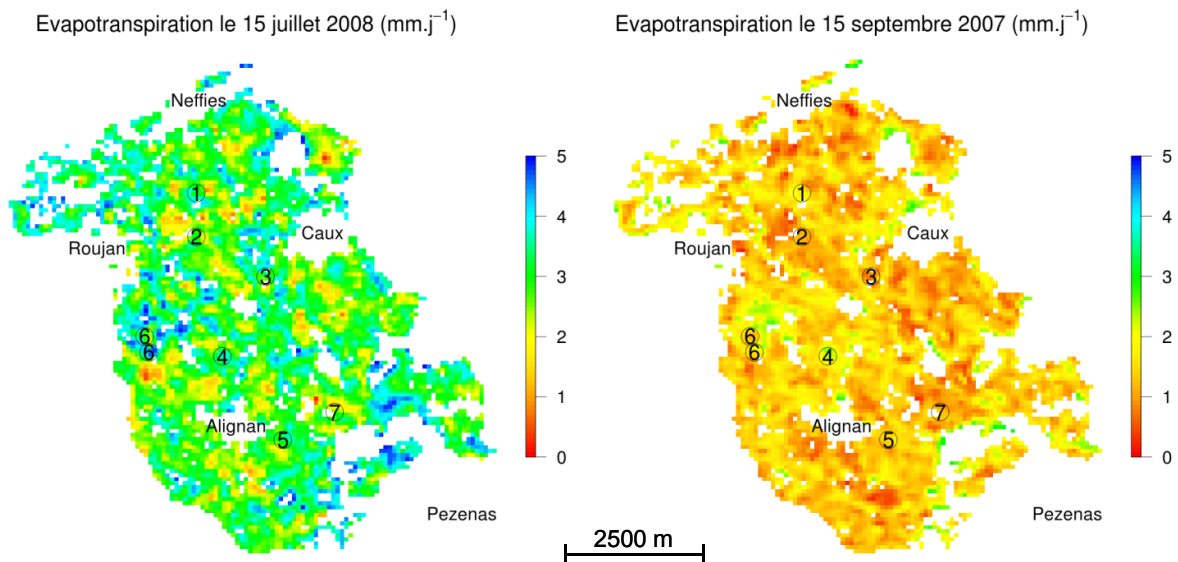 Evapotranspiration le 15 juillet 2008 (mm.j⁻¹)
Evapotranspiration le 15 septembre 2007 (mm.j⁻¹)
Neffies
Neffies
5
5
4
4
1
1
Roujan
2
Caux
3
Roujan
2
Caux
3
3
3
6
6
4
2
6
6
4
2
1
1
7
7
Alignan
5
Alignan
5
0
0
Pezenas
Pezenas
2500 m